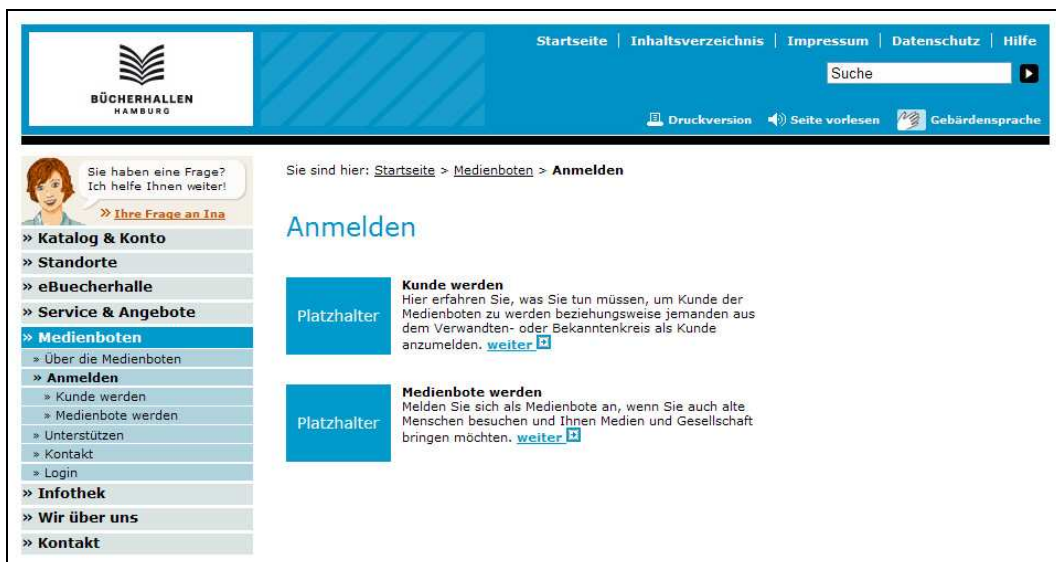 Startseite | Inhaltsverzeichnis | Impressum | Datenschutz | Hilfe
Suche
BÜCHERHALLEN
HAMBURG
Druckversion Seite vorlesen Gebärdensprache
Sie haben eine Frage?
Ich helfe Ihnen weiter!
» Ihre Frage an Ina
» Katalog & Konto
» Standorte
» eBuecherhalle
» Service & Angebote
» Medienboten
» Über die Medienboten
» Anmelden
» Kunde werden
» Medienbote werden
» Unterstützen
» Kontakt
» Login
» Infothek
» Wir über uns
» Kontakt
Sie sind hier: Startseite > Medienboten > Anmelden
Anmelden
Platzhalter
Kunde werden
Hier erfahren Sie, was Sie tun müssen, um Kunde der
Medienboten zu werden beziehungsweise jemanden aus
dem Verwandten- oder Bekanntenkreis als Kunde
anzumelden. weiter
Platzhalter
Medienbote werden
Melden Sie sich als Medienbote an, wenn Sie auch alte
Menschen besuchen und Ihnen Medien und Gesellschaft
bringen möchten. weiter